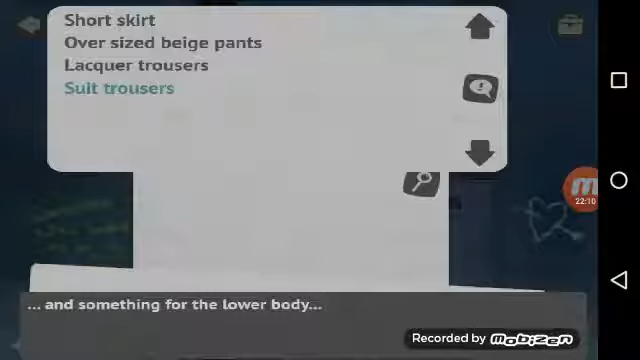 Short skirt
Over sized beige pants
Lacquer trousers
Suit trousers
22:10
... and something for the lower body...
Recorded by mobizen